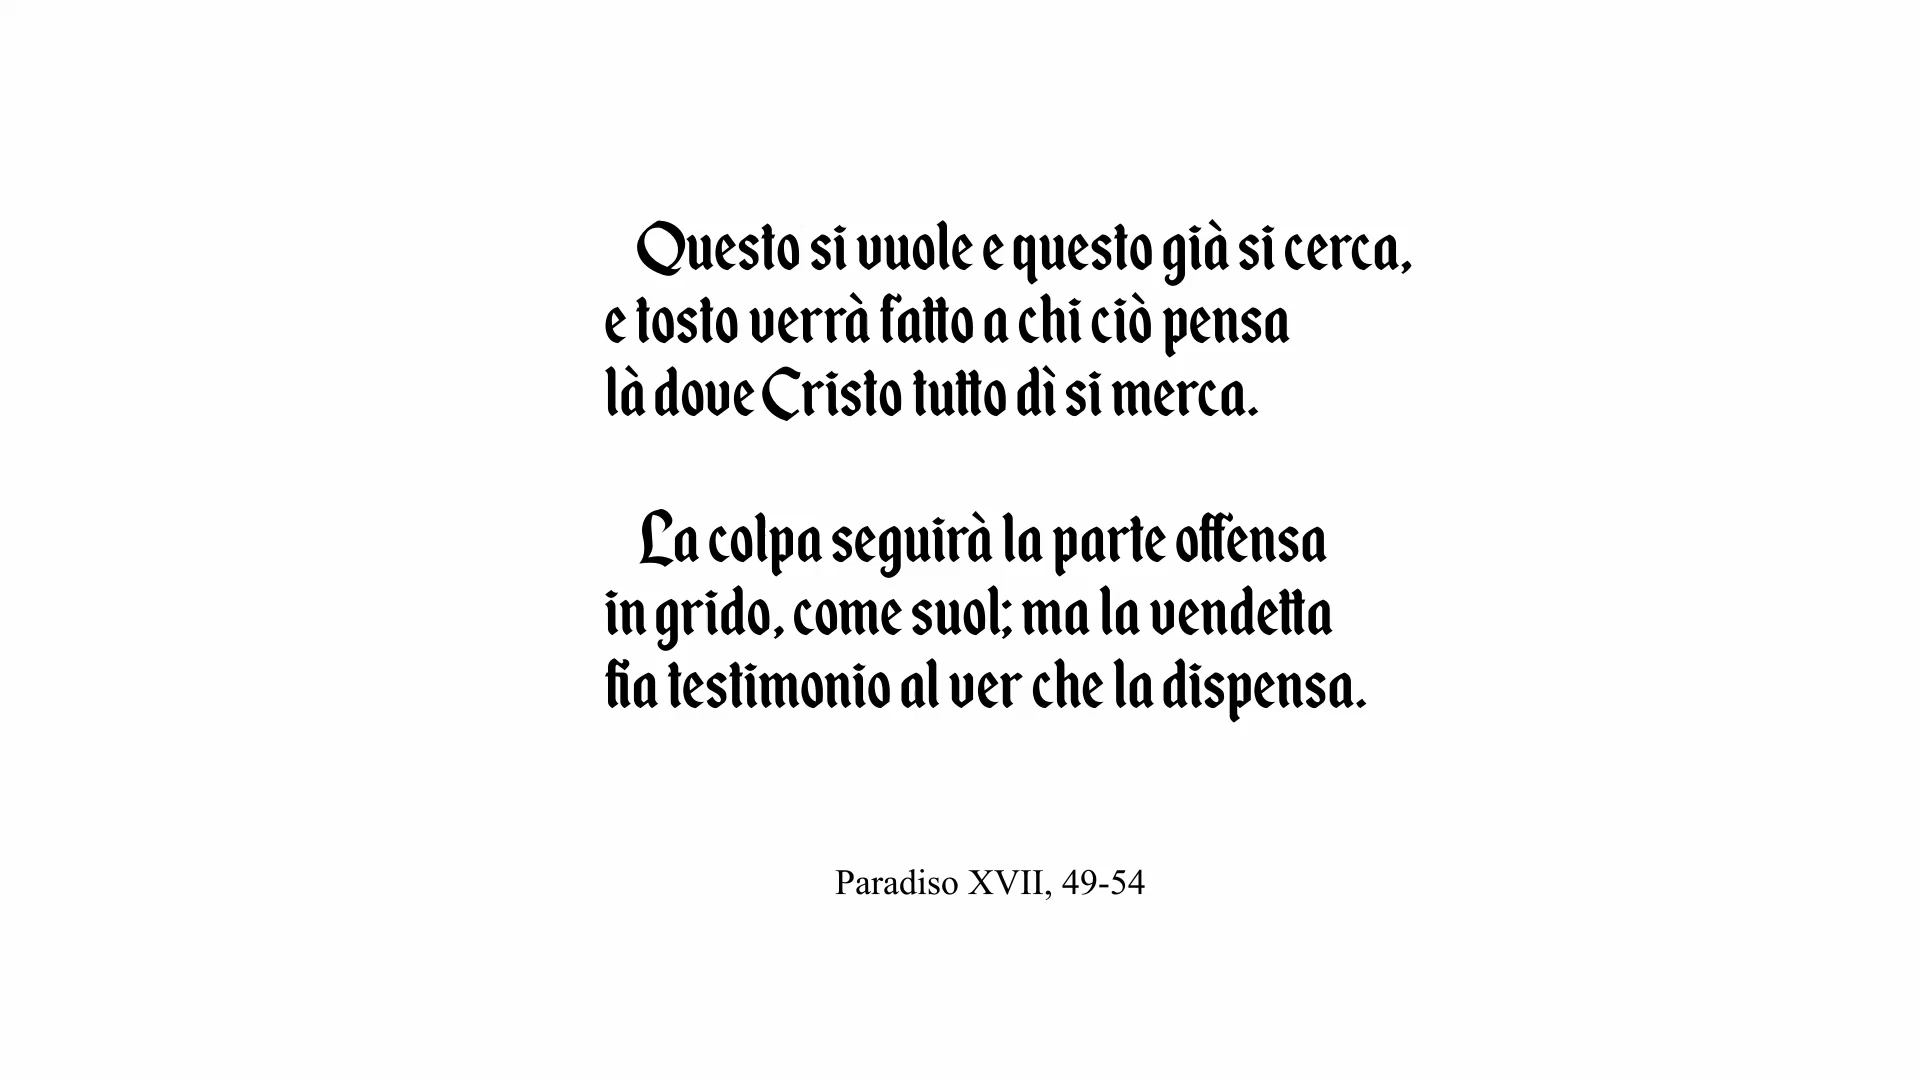 Questo si vuole e questo già si cerca,
e tosto verrà fatto a chi ciò pensa
là dove Cristo tutto dì si merca.
La colpa seguirà la parte offensa
in grido, come suol; ma la vendetta
fia testimonio al ver che la dispensa.
Paradiso XVII, 49-54